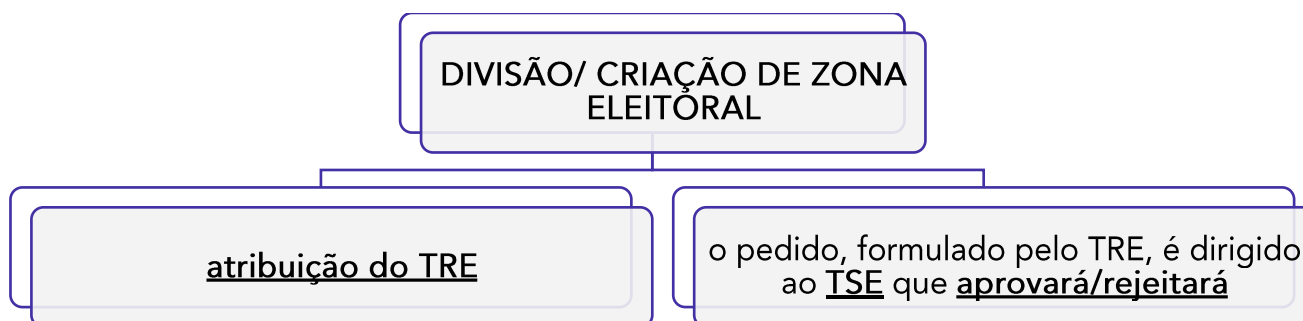 DIVISÃO/ CRIAÇÃO DE ZONA
ELEITORAL
atribuição do TRE
o pedido, formulado pelo TRE, é dirigido
ao TSE que aprovará/rejeitará